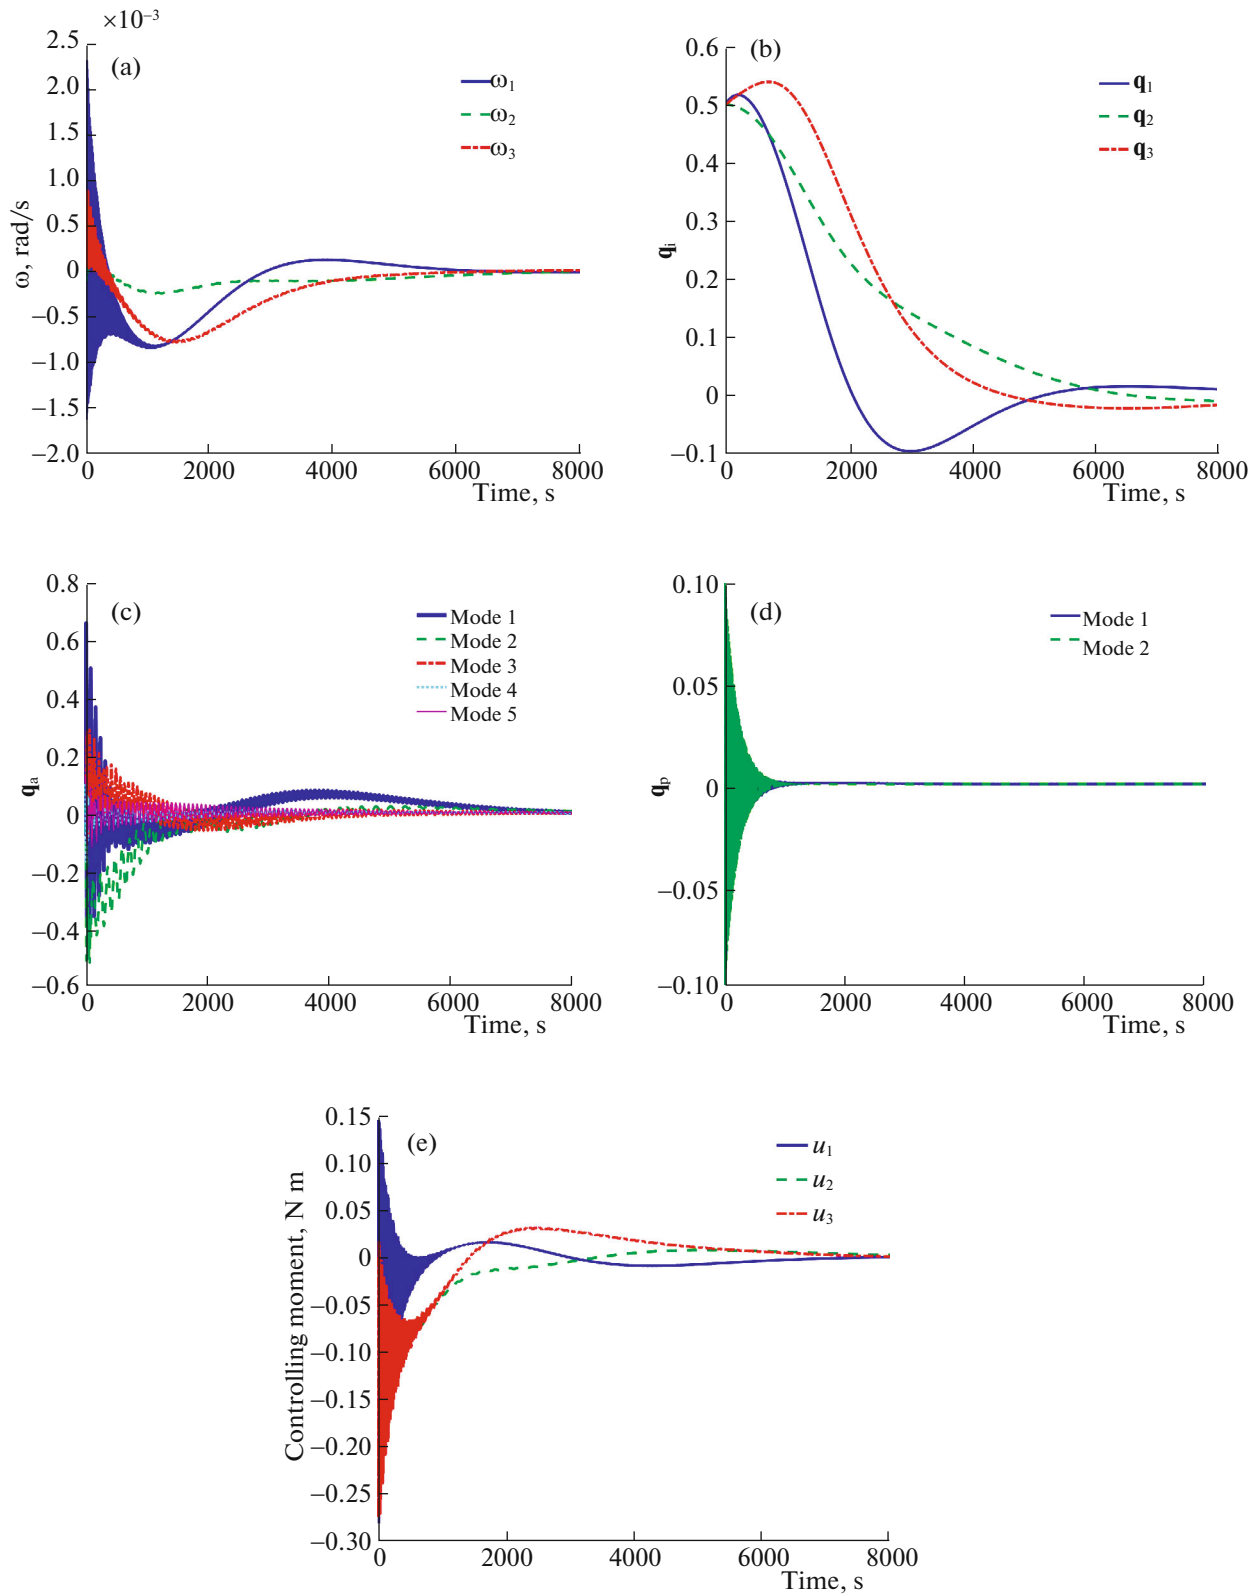 ×10⁻³
2.5
2.0
1.5
1.0
0.5
0
−0.5
−1.0
−1.5
−2.0
ω, rad/s
(a)
ω₁
ω₂
ω₃
0 2000 4000 6000 8000
Time, s
0.6
0.5
0.4
0.3
0.2
0.1
0
−0.1
qᵢ
(b)
q₁
q₂
q₃
0 2000 4000 6000 8000
Time, s
0.8
0.6
0.4
0.2
0
−0.2
−0.4
−0.6
qₐ
(c)
Mode 1
Mode 2
Mode 3
Mode 4
Mode 5
0 2000 4000 6000 8000
Time, s
0.10
0.05
0
−0.05
−0.10
qₚ
(d)
Mode 1
Mode 2
0 2000 4000 6000 8000
Time, s
0.15
0.10
0.05
0
−0.05
−0.10
−0.15
−0.20
−0.25
−0.30
Controlling moment, N m
(e)
u₁
u₂
u₃
0 2000 4000 6000 8000
Time, s